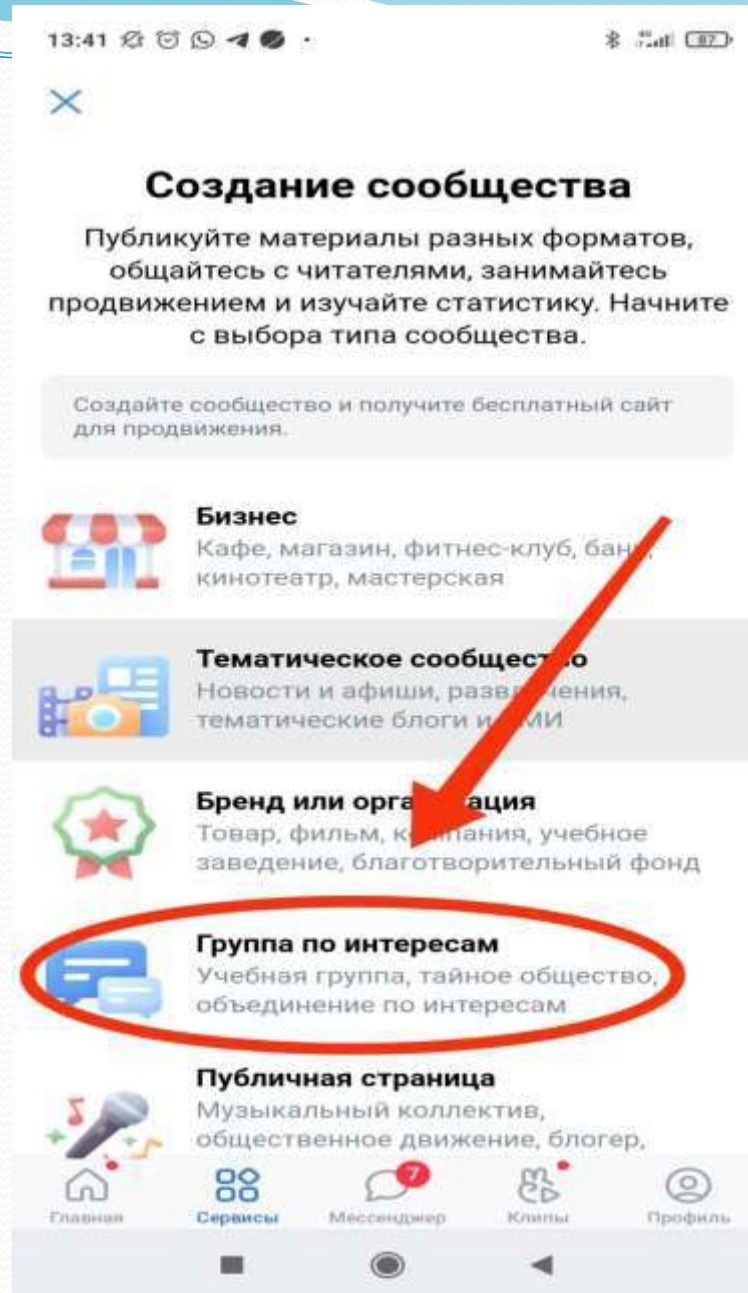 13:41
87
Создание сообщества
Публикуйте материалы разных форматов,
общайтесь с читателями, занимайтесь
продвижением и изучайте статистику. Начните
с выбора типа сообщества.
Создайте сообщество и получите бесплатный сайт
для продвижения.
Бизнес
Кафе, магазин, фитнес-клуб, банк,
кинотеатр, мастерская
Тематическое сообщество
Новости и афиши, развлечения,
тематические блоги и СМИ
Бренд или организация
Товар, фильм, компания, учебное
заведение, благотворительный фонд
Группа по интересам
Учебная группа, тайное общество,
объединение по интересам
Публичная страница
Музыкальный коллектив,
общественное движение, блогер,
7
Главная Сервисы Мессенджер Клипы Профиль